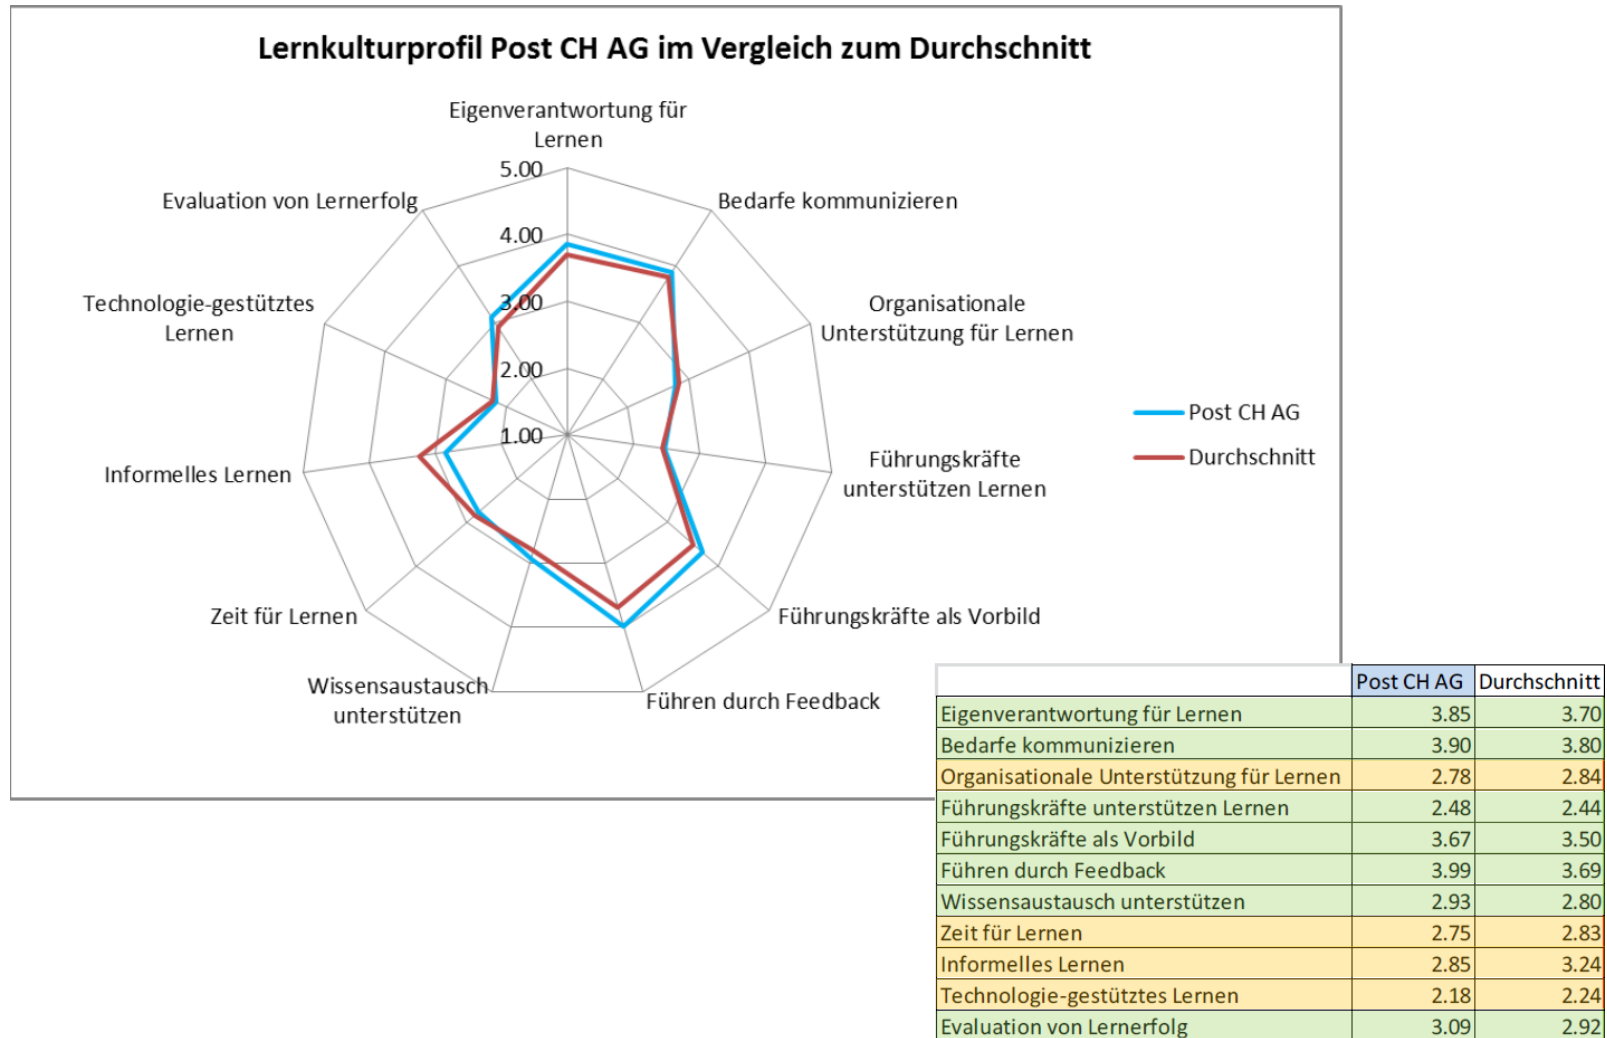 Lernkulturprofil Post CH AG im Vergleich zum Durchschnitt
Eigenverantwortung für
Lernen
5.00
Evaluation von Lernerfolg
Bedarfe kommunizieren
4.00
Technologie-gestütztes
Lernen
3.00
Organisationale
Unterstützung für Lernen
2.00
Post CH AG
1.00
Durchschnitt
Informelles Lernen
Führungskräfte
unterstützen Lernen
Zeit für Lernen
Führungskräfte als Vorbild
Wissensaustausch
unterstützen
Führen durch Feedback
Post CH AG Durchschnitt
Eigenverantwortung für Lernen 3.85 3.70
Bedarfe kommunizieren 3.90 3.80
Organisationale Unterstützung für Lernen 2.78 2.84
Führungskräfte unterstützen Lernen 2.48 2.44
Führungskräfte als Vorbild 3.67 3.50
Führen durch Feedback 3.99 3.69
Wissensaustausch unterstützen 2.93 2.80
Zeit für Lernen 2.75 2.83
Informelles Lernen 2.85 3.24
Technologie-gestütztes Lernen 2.18 2.24
Evaluation von Lernerfolg 3.09 2.92